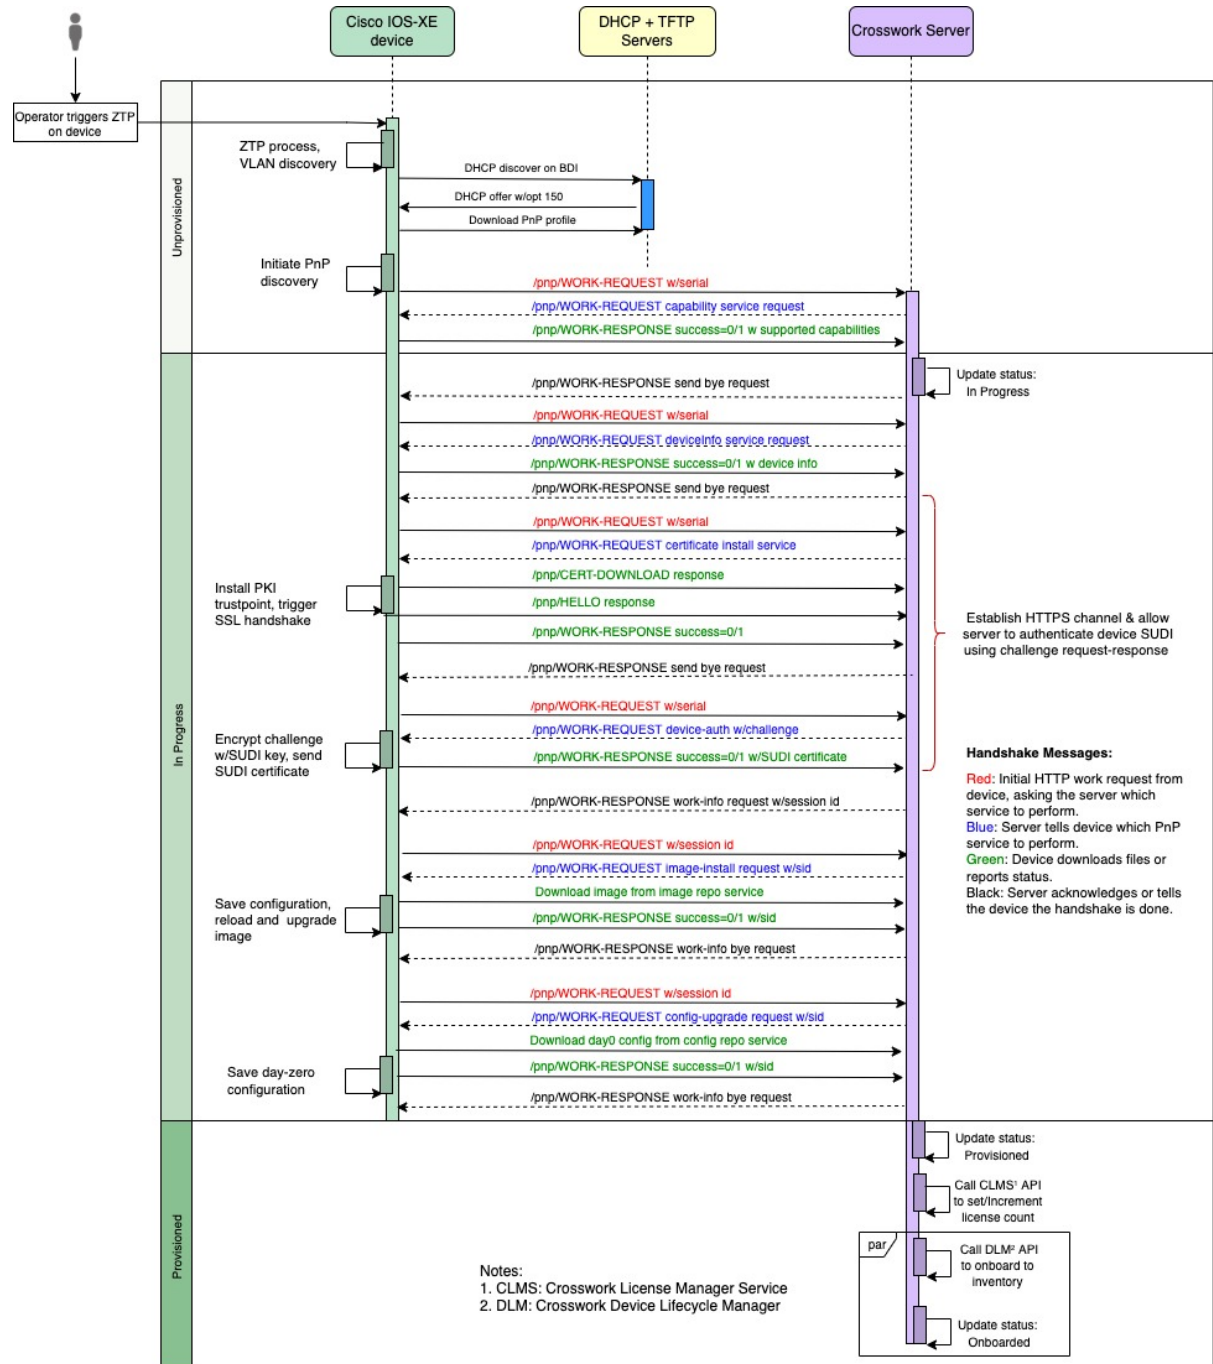 Cisco IOS-XE
device
DHCP + TFTP
Servers
Crosswork Server
Operator triggers ZTP
on device
Unprovisioned
ZTP process,
VLAN discovery
DHCP discover on BDI
DHCP offer w/opt 150
Download PnP profile
Initiate PnP
discovery
/pnp/WORK-REQUEST w/serial
/pnp/WORK-REQUEST capability service request
/pnp/WORK-RESPONSE success=0/1 w supported capabilities
In Progress
Update status:
In Progress
/pnp/WORK-RESPONSE send bye request
/pnp/WORK-REQUEST w/serial
/pnp/WORK-REQUEST deviceInfo service request
/pnp/WORK-RESPONSE success=0/1 w device info
/pnp/WORK-RESPONSE send bye request
/pnp/WORK-REQUEST w/serial
/pnp/WORK-REQUEST certificate install service
Install PKI
trustpoint, trigger
SSL handshake
/pnp/CERT-DOWNLOAD response
/pnp/HELLO response
/pnp/WORK-RESPONSE success=0/1
/pnp/WORK-RESPONSE send bye request
Establish HTTPS channel & allow
server to authenticate device SUDI
using challenge request-response
/pnp/WORK-REQUEST w/serial
/pnp/WORK-REQUEST device-auth w/challenge
Encrypt challenge
w/SUDI key, send
SUDI certificate
/pnp/WORK-RESPONSE success=0/1 w/SUDI certificate
/pnp/WORK-RESPONSE work-info request w/session id
Handshake Messages:
Red: Initial HTTP work request from
device, asking the server which
service to perform.
Blue: Server tells device which PnP
service to perform.
Green: Device downloads files or
reports status.
Black: Server acknowledges or tells
the device the handshake is done.
/pnp/WORK-REQUEST w/session id
/pnp/WORK-REQUEST image-install request w/sid
Download image from image repo service
Save configuration,
reload and upgrade
image
/pnp/WORK-RESPONSE success=0/1 w/sid
/pnp/WORK-RESPONSE work-info bye request
/pnp/WORK-REQUEST w/session id
/pnp/WORK-REQUEST config-upgrade request w/sid
Download day0 config from config repo service
Save day-zero
configuration
/pnp/WORK-RESPONSE success=0/1 w/sid
/pnp/WORK-RESPONSE work-info bye request
Provisioned
Update status:
Provisioned
Call CLMS¹ API
to set/Increment
license count
par
Call DLM² API
to onboard to
inventory
Update status:
Onboarded
Notes:
1. CLMS: Crosswork License Manager Service
2. DLM: Crosswork Device Lifecycle Manager